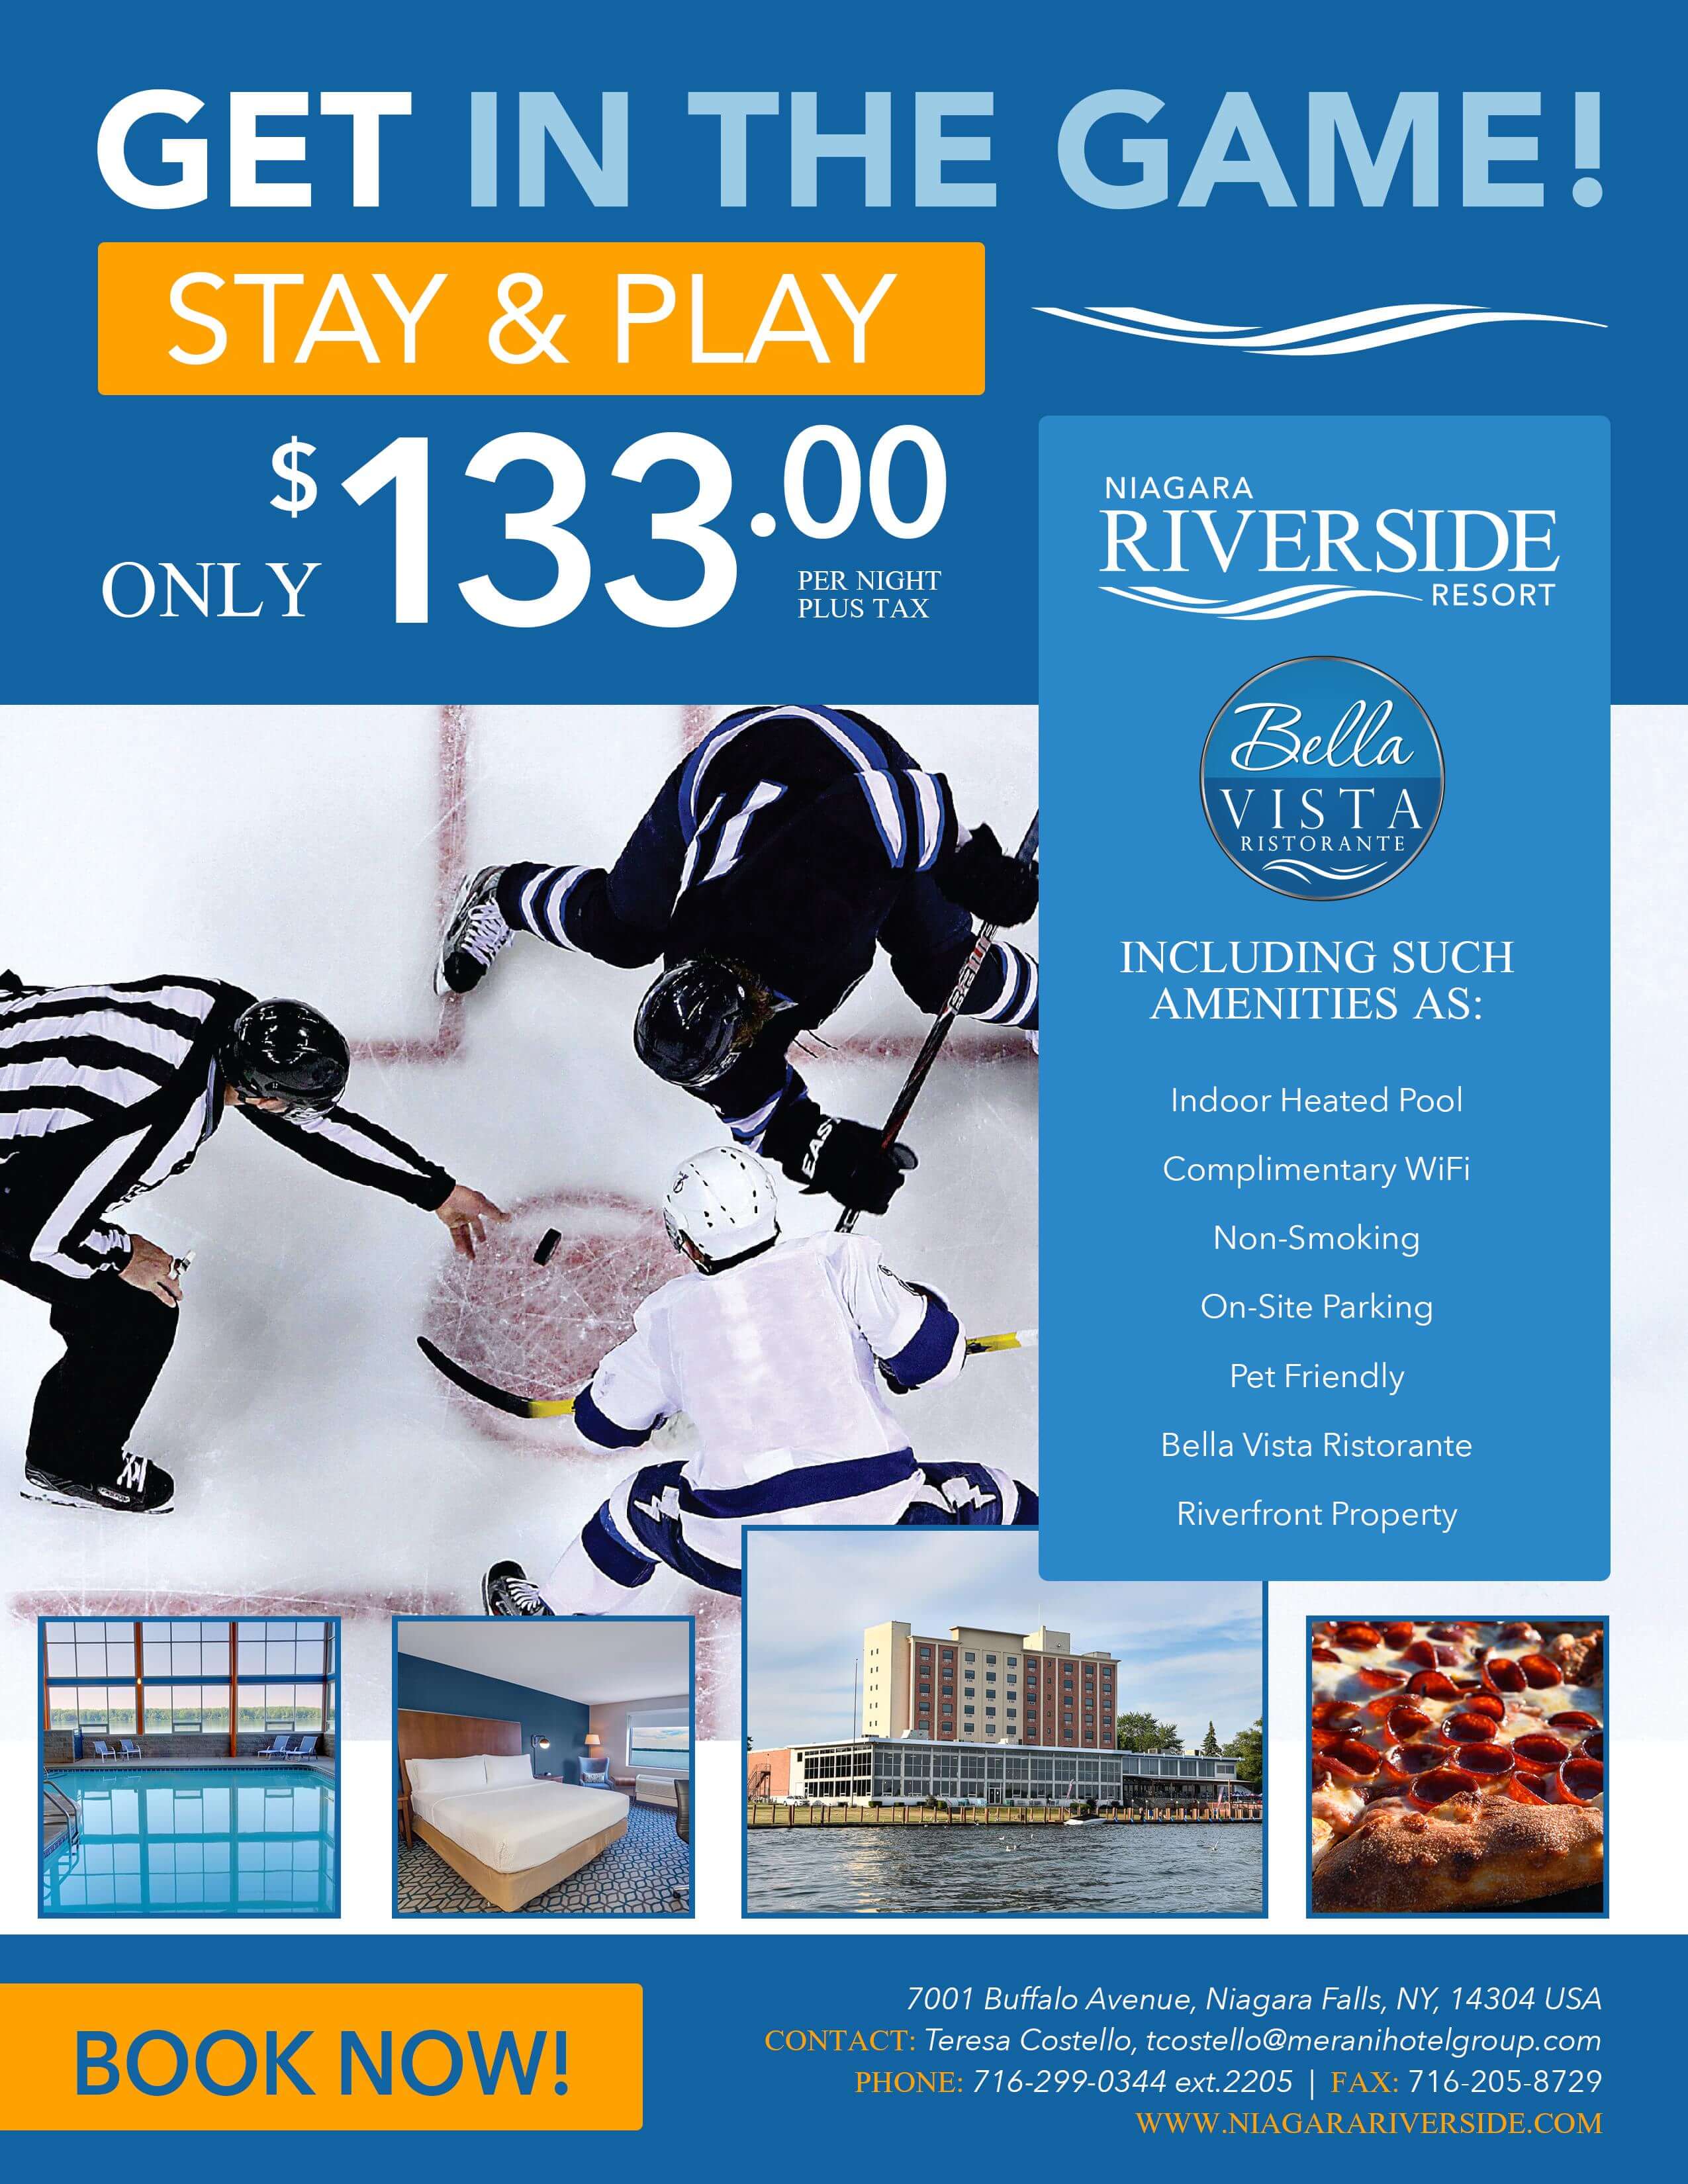 GET IN THE GAME!
STAY & PLAY
ONLY $133.00
PER NIGHT
PLUS TAX
NIAGARA
RIVERSIDE
RESORT
Bella
VISTA
RISTORANTE
INCLUDING SUCH
AMENITIES AS:
Indoor Heated Pool
Complimentary WiFi
Non-Smoking
On-Site Parking
Pet Friendly
Bella Vista Ristorante
Riverfront Property
EAST
BOOK NOW!
7001 Buffalo Avenue, Niagara Falls, NY, 14304 USA
CONTACT: Teresa Costello, tcostello@meranihotelgroup.com
PHONE: 716-299-0344 ext.2205 | FAX: 716-205-8729
WWW.NIAGARARIVERSIDE.COM